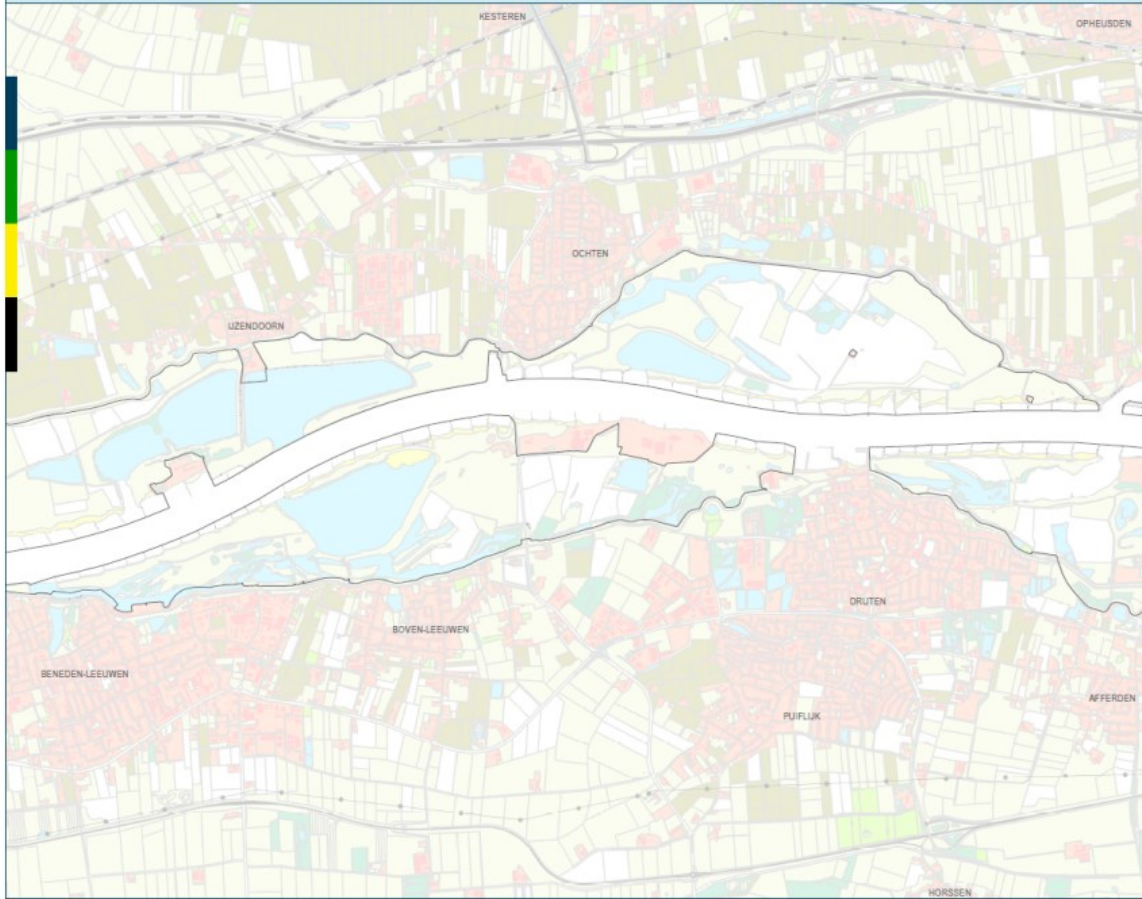 KESTEREN
OPHEUSDEN
OCHTEN
IJZENDOORN
DRUTEN
BOVEN-LEEUWEN
BENEDEN-LEEUWEN
AFFERDEN
PUIFLIJK
HORSSEN